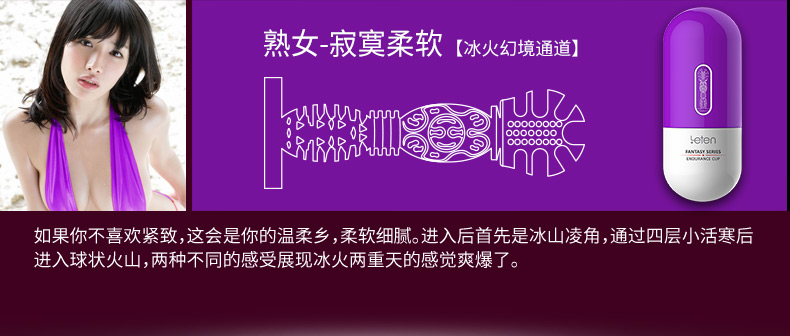 熟女-寂寞柔软【冰火幻境通道】
leten
FANTASY SERIES
ENDURANCE CUP
如果你不喜欢紧致,这会是你的温柔乡,柔软细腻。进入后首先是冰山凌角,通过四层小活寒后
进入球状火山,两种不同的感受展现冰火两重天的感觉爽爆了。